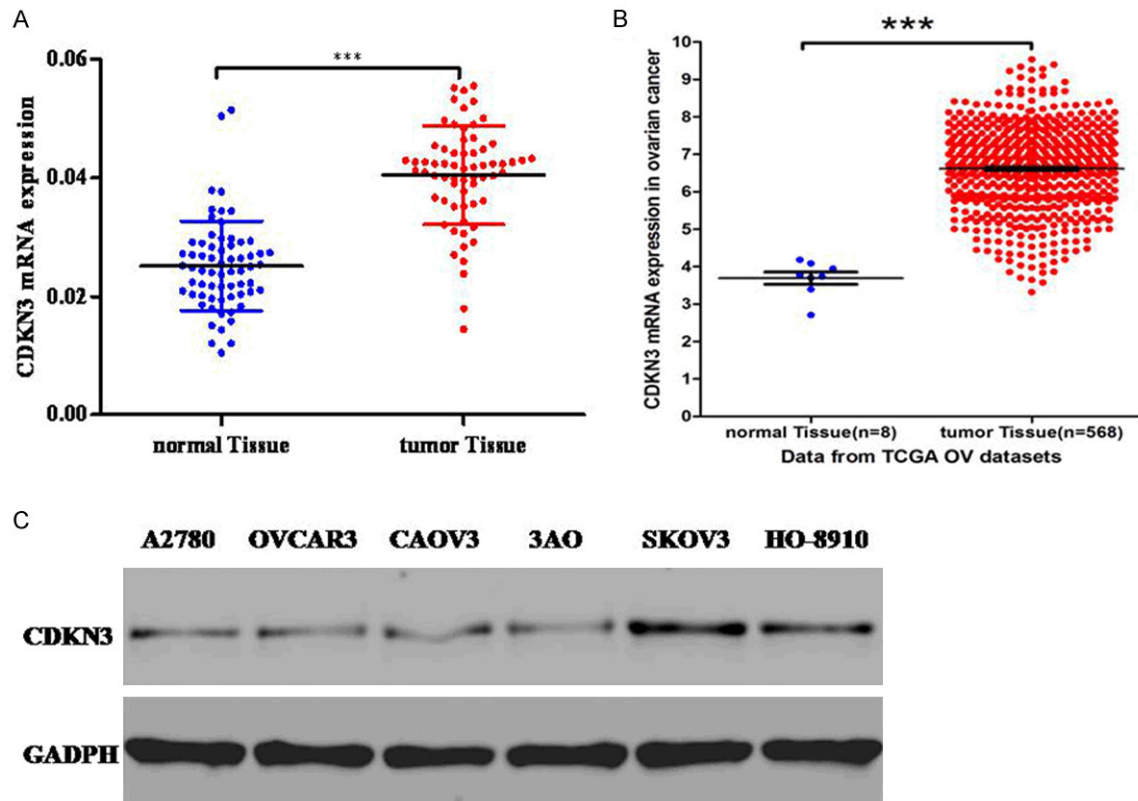 A
***
CDKN3 mRNA expression
0.06
0.04
0.02
0.00
normal Tissue
tumor Tissue
B
***
CDKN3 mRNA expression in ovarian cancer
10
9
8
7
6
5
4
3
2
1
0
normal Tissue(n=8)
tumor Tissue(n=568)
Data from TCGA OV datasets
C
A2780 OVCAR3 CAOV3 3AO SKOV3 HO-8910
CDKN3
GADPH